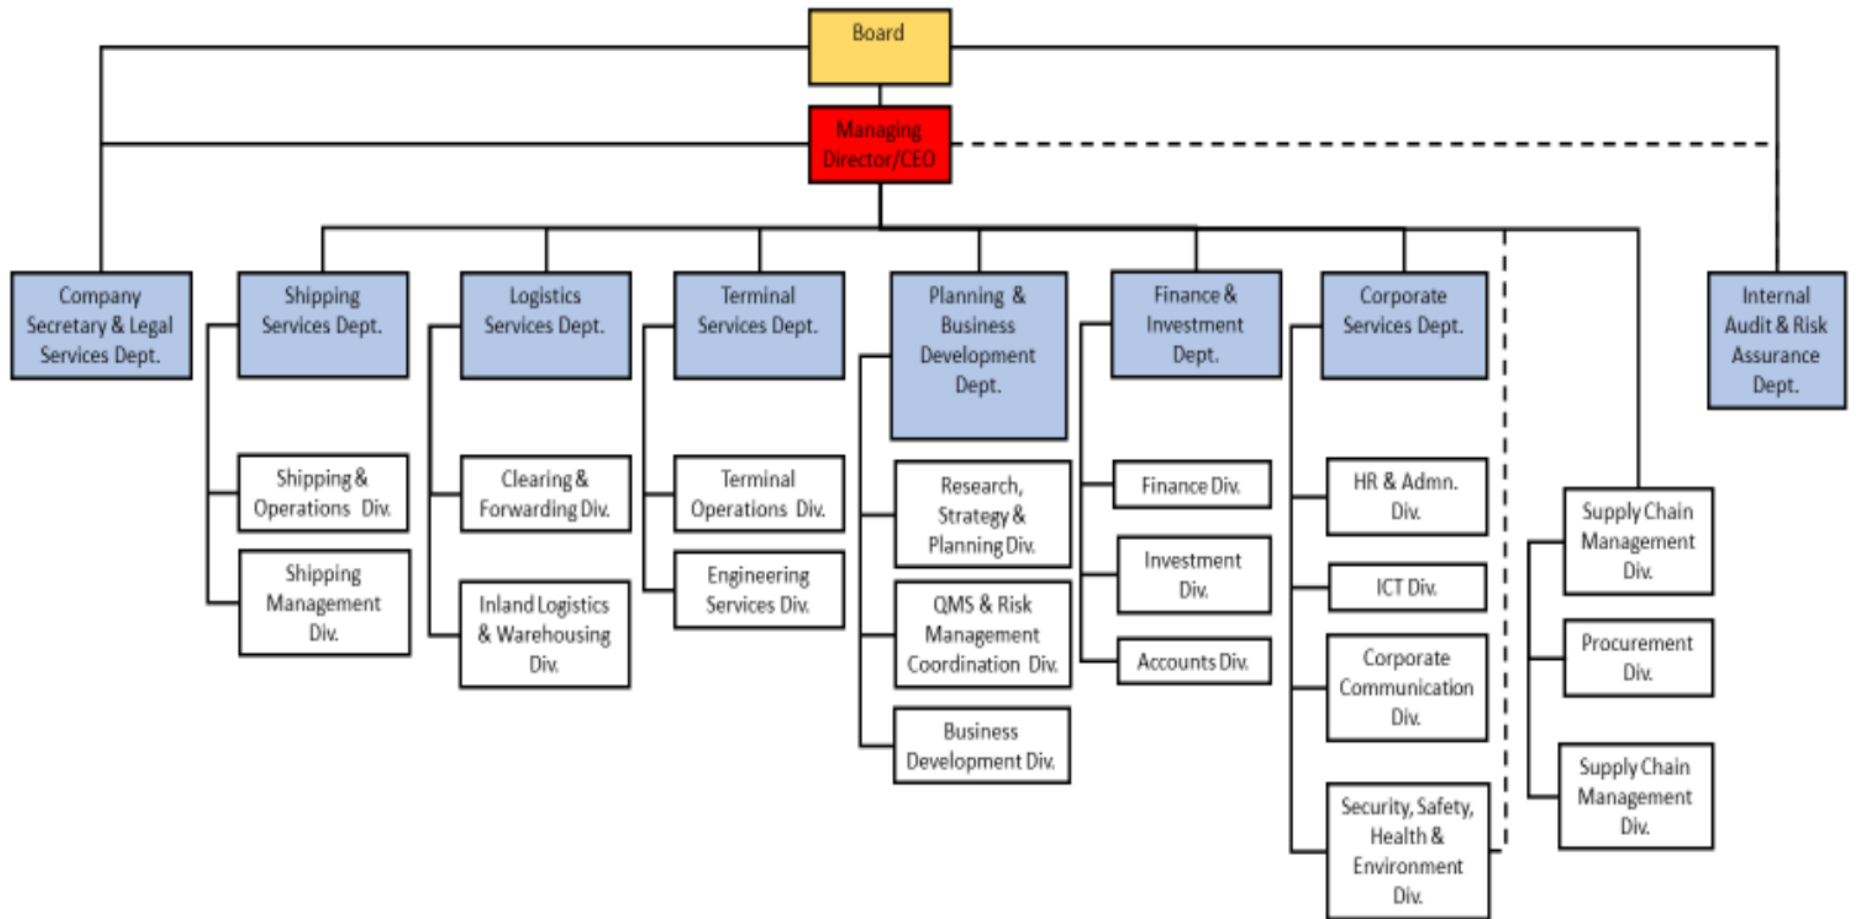 Board
Managing
Director/CEO
Company
Secretary & Legal
Services Dept.
Shipping
Services Dept.
Logistics
Services Dept.
Terminal
Services Dept.
Planning &
Business
Development
Dept.
Finance &
Investment
Dept.
Corporate
Services Dept.
Internal
Audit & Risk
Assurance
Dept.
Shipping &
Operations Div.
Shipping
Management
Div.
Clearing &
Forwarding Div.
Inland Logistics
& Warehousing
Div.
Terminal
Operations Div.
Engineering
Services Div.
Research,
Strategy &
Planning Div.
QMS & Risk
Management
Coordination Div.
Business
Development Div.
Finance Div.
Investment
Div.
Accounts Div.
HR & Admn.
Div.
ICT Div.
Corporate
Communication
Div.
Security, Safety,
Health &
Environment
Div.
Supply Chain
Management
Div.
Procurement
Div.
Supply Chain
Management
Div.